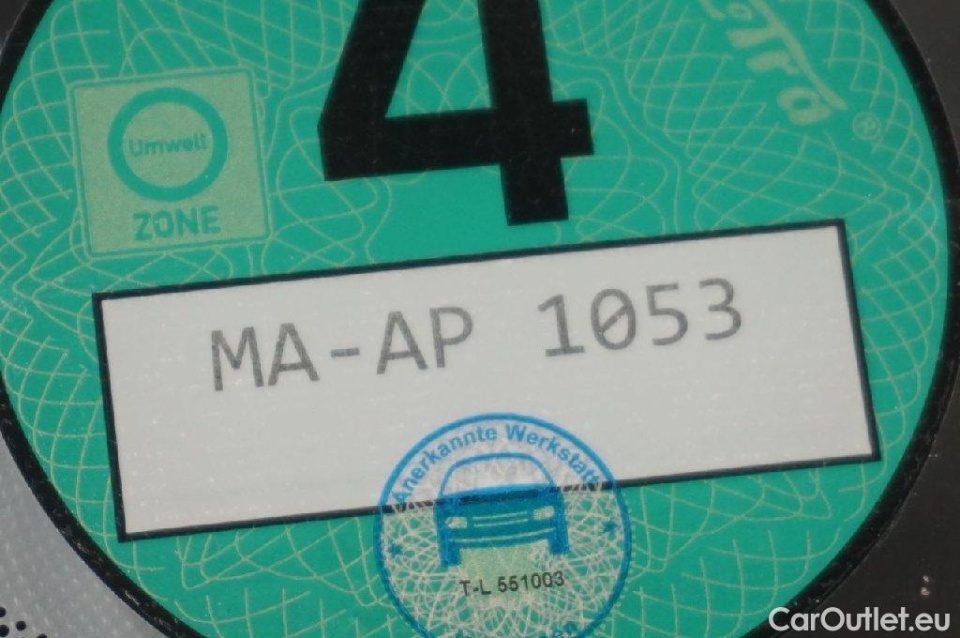 4
Umwelt
ZONE
MA-AP 1053
Anerkannte Werkstatt
T-L 551003
CarOutlet.eu